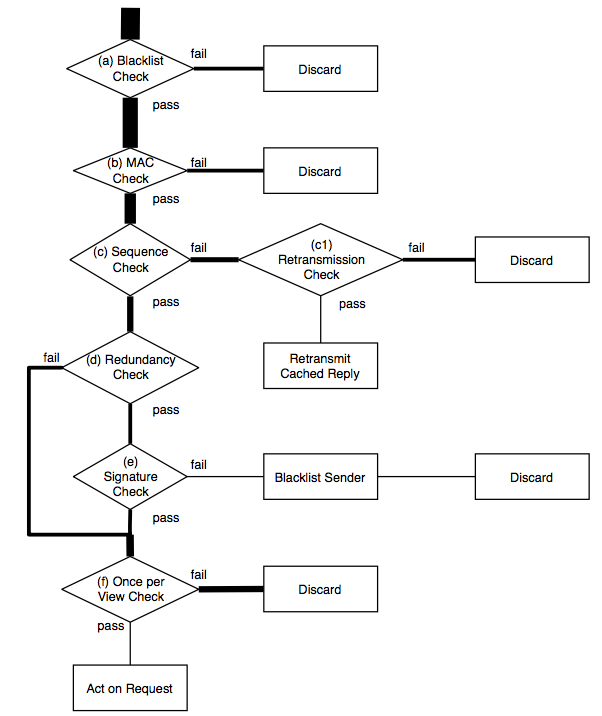 (a) Blacklist
Check
fail
Discard
pass
(b) MAC
Check
fail
Discard
pass
(c) Sequence
Check
fail
(c1)
Retransmission
Check
fail
Discard
pass
pass
Retransmit
Cached Reply
fail
(d) Redundancy
Check
pass
(e)
Signature
Check
fail
Blacklist Sender
Discard
pass
(f) Once per
View Check
fail
Discard
pass
Act on Request